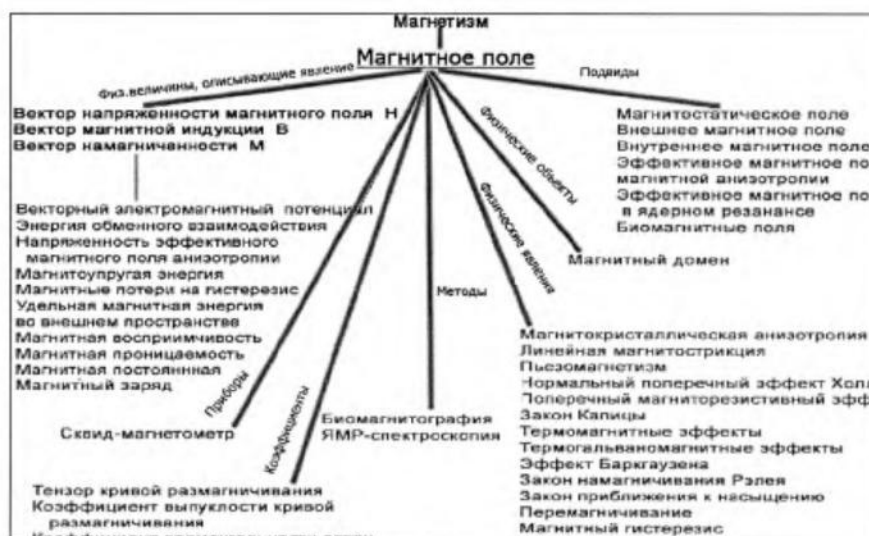 Магнетизм
Магнитное поле
Физ.величины, описывающие явление
Подвиды
Вектор напряженности магнитного поля H
Вектор магнитной индукции B
Вектор намагниченности M
Магнитостатическое поле
Внешнее магнитное поле
Внутреннее магнитное поле
Эффективное магнитное по
магнитной анизотропии
Эффективное магнитное по
в ядерном резанансе
Биомагнитные поля
Физические объекты
Магнитный домен
Векторный электромагнитный потенциал
Энергия обменного взаимодействия
Напряженность эффективного
магнитного поля анизотропии
Магнитоупругая энергия
Магнитные потери на гистерезис
Удельная магнитная энергия
во внешнем пространстве
Магнитная восприимчивость
Магнитная проницаемость
Магнитная постояннная
Магнитный заряд
Приборы
Сквид-магнетометр
Коэффициенты
Тензор кривой размагничивания
Коэффициент выпуклости кривой
размагничивания
Методы
Биомагнитография
ЯМР-спектроскопия
Физические явления
Магнитокристаллическая анизотропия
Линейная магнитострикция
Пьезомагнетизм
Нормальный поперечный эффект Холл
Поперечный магниторезистивный эфф
Закон Капицы
Термомагнитные эффекты
Термогальваномагнитные эффекты
Эффект Баркгаузена
Закон намагничивания Рэлея
Закон приближения к насыщению
Перемагничивание
Магнитный гистерезис